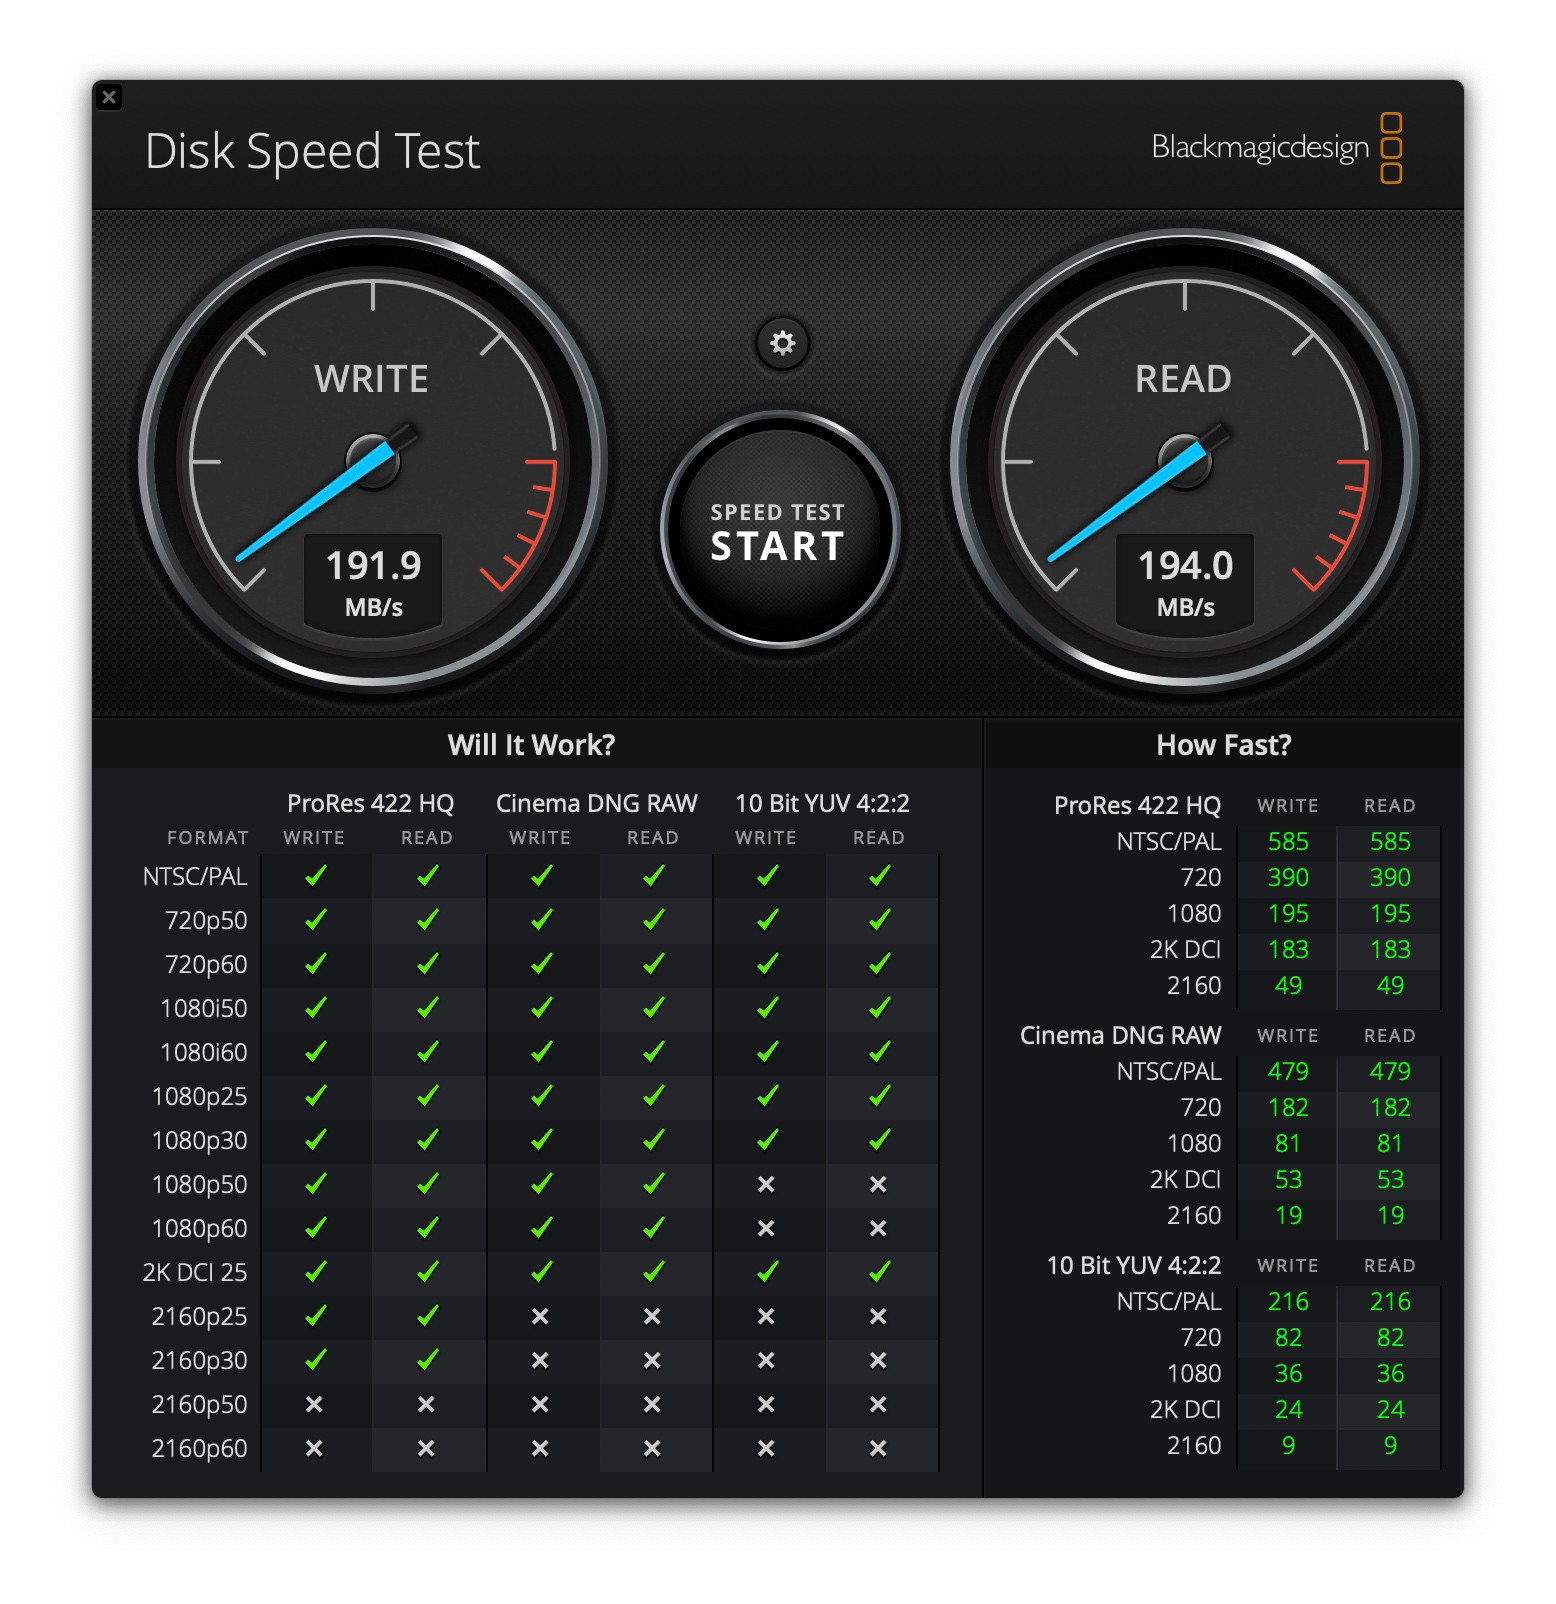 Disk Speed Test
Blackmagicdesign
WRITE
191.9
MB/s
SPEED TEST
START
READ
194.0
MB/s
Will It Work?
ProRes 422 HQ Cinema DNG RAW 10 Bit YUV 4:2:2
FORMAT WRITE READ WRITE READ WRITE READ
NTSC/PAL
720p50
720p60
1080i50
1080i60
1080p25
1080p30
1080p50
1080p60
2K DCI 25
2160p25
2160p30
2160p50
2160p60
How Fast?
ProRes 422 HQ WRITE READ
NTSC/PAL 585 585
720 390 390
1080 195 195
2K DCI 183 183
2160 49 49
Cinema DNG RAW WRITE READ
NTSC/PAL 479 479
720 182 182
1080 81 81
2K DCI 53 53
2160 19 19
10 Bit YUV 4:2:2 WRITE READ
NTSC/PAL 216 216
720 82 82
1080 36 36
2K DCI 24 24
2160 9 9